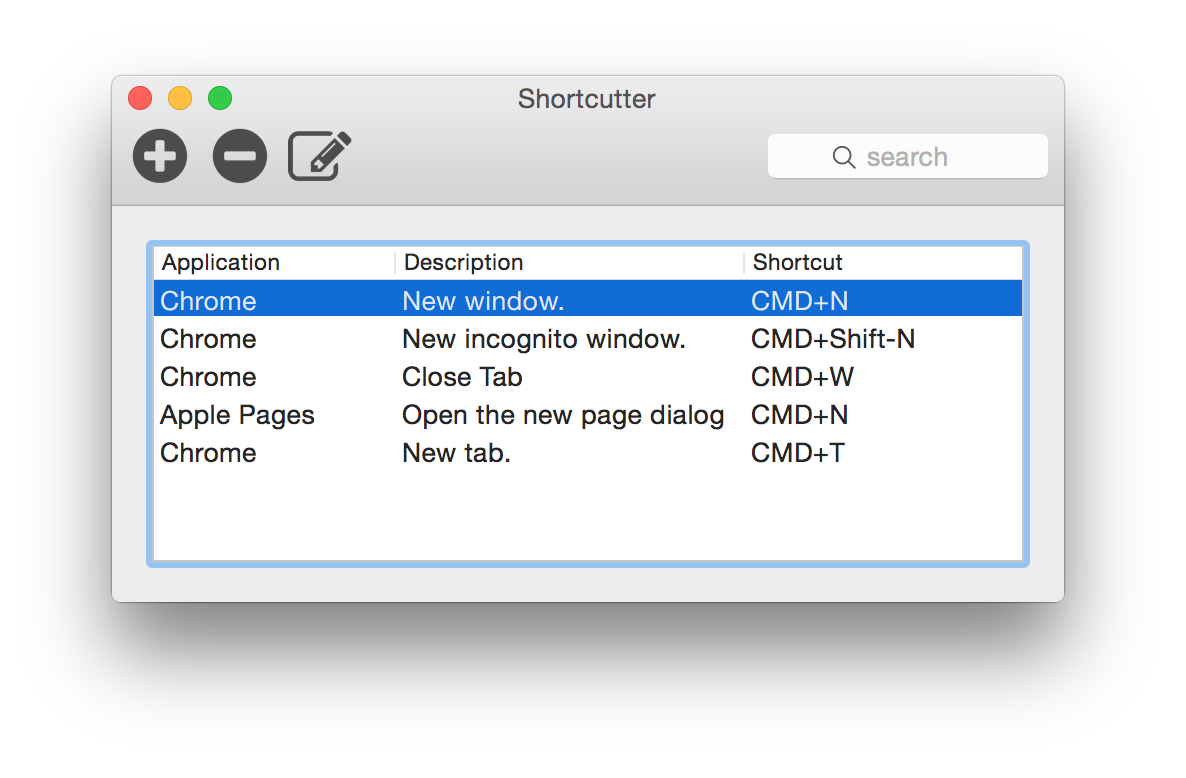 Shortcutter
search
Application Description Shortcut
Chrome New window. CMD+N
Chrome New incognito window. CMD+Shift-N
Chrome Close Tab CMD+W
Apple Pages Open the new page dialog CMD+N
Chrome New tab. CMD+T